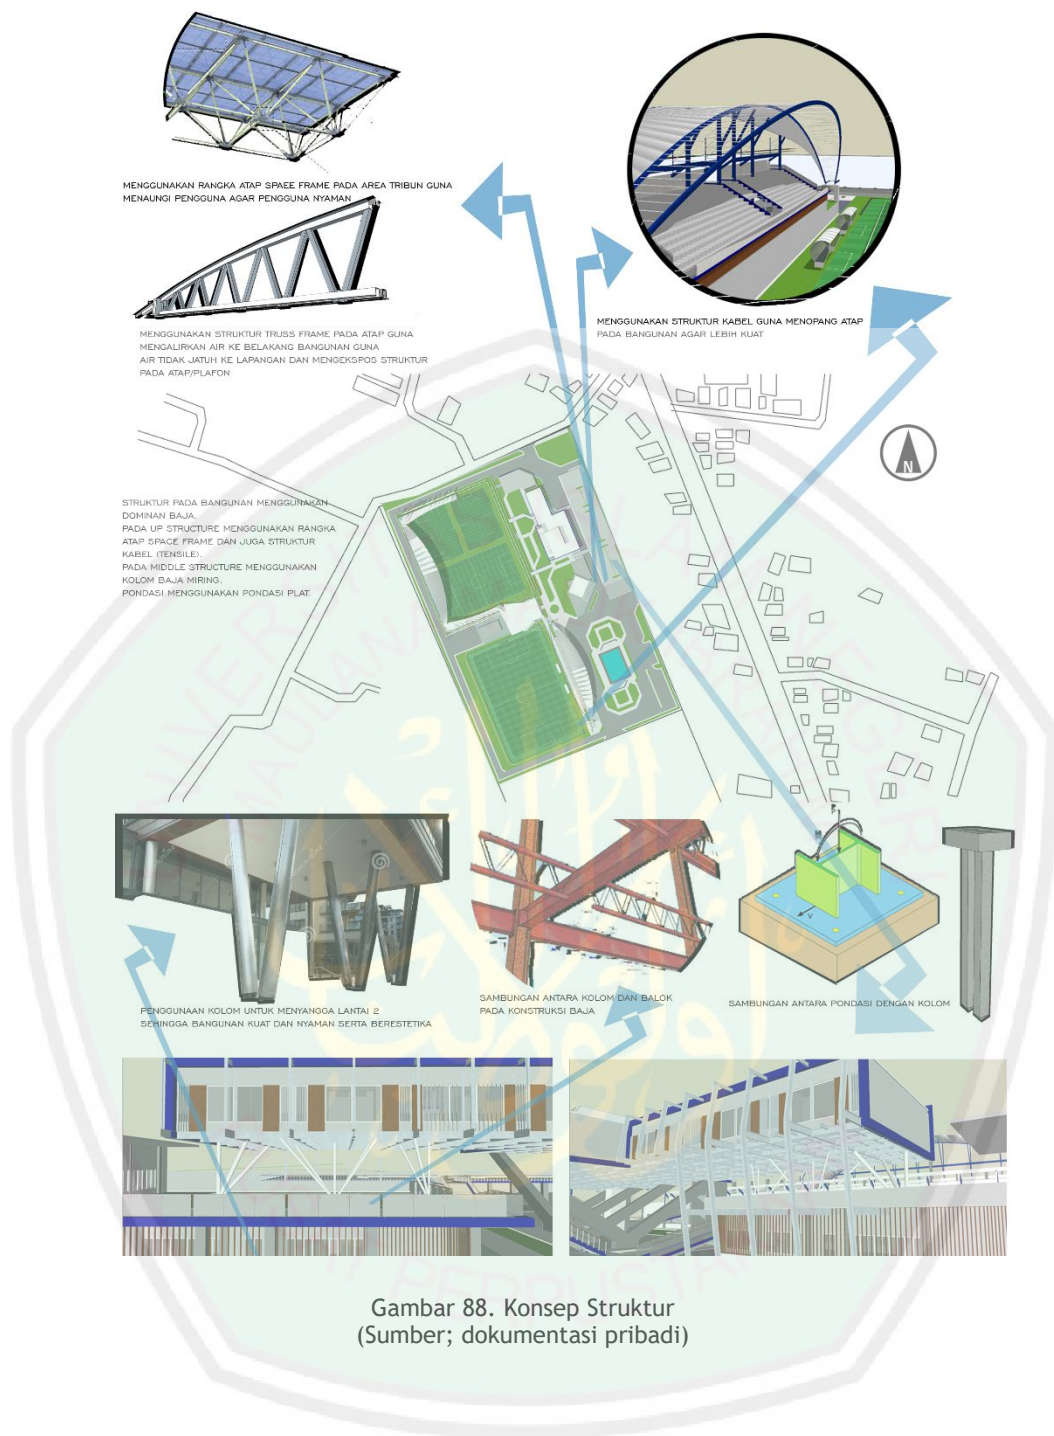 MENGGUNAKAN RANGKA ATAP SPAEE FRAME PADA AREA TRIBUN GUNA
MENAUNGI PENGGUNA AGAR PENGGUNA NYAMAN
MENGGUNAKAN STRUKTUR TRUSS FRAME PADA ATAP GUNA
MENGALIRKAN AIR KE BELAKANG BANGUNAN GUNA
AIR TIDAK JATUH KE LAPANGAN DAN MENGEKSPOS STRUKTUR
PADA ATAP/PLAFON
MENGGUNAKAN STRUKTUR KABEL GUNA MENOPANG ATAP
PADA BANGUNAN AGAR LEBIH KUAT
N
STRUKTUR PADA BANGUNAN MENGGUNAKAN
DOMINAN BAJA.
PADA UP STRUCTURE MENGGUNAKAN RANGKA
ATAP SPACE FRAME DAN JUGA STRUKTUR
KABEL (TENSILE).
PADA MIDDLE STRUCTURE MENGGUNAKAN
KOLOM BAJA MIRING.
PONDASI MENGGUNAKAN PONDASI PLAT.
PENGGUNAAN KOLOM UNTUK MENYANGGA LANTAI 2
SEHINGGA BANGUNAN KUAT DAN NYAMAN SERTA BERESTETIKA
SAMBUNGAN ANTARA KOLOM DAN BALOK
PADA KONSTRUKSI BAJA
P
M
V
SAMBUNGAN ANTARA PONDASI DENGAN KOLOM
Gambar 88. Konsep Struktur
(Sumber; dokumentasi pribadi)